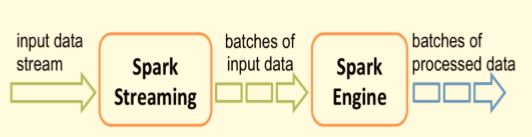 input data
stream
Spark
Streaming
batches of
input data
Spark
Engine
batches of
processed data